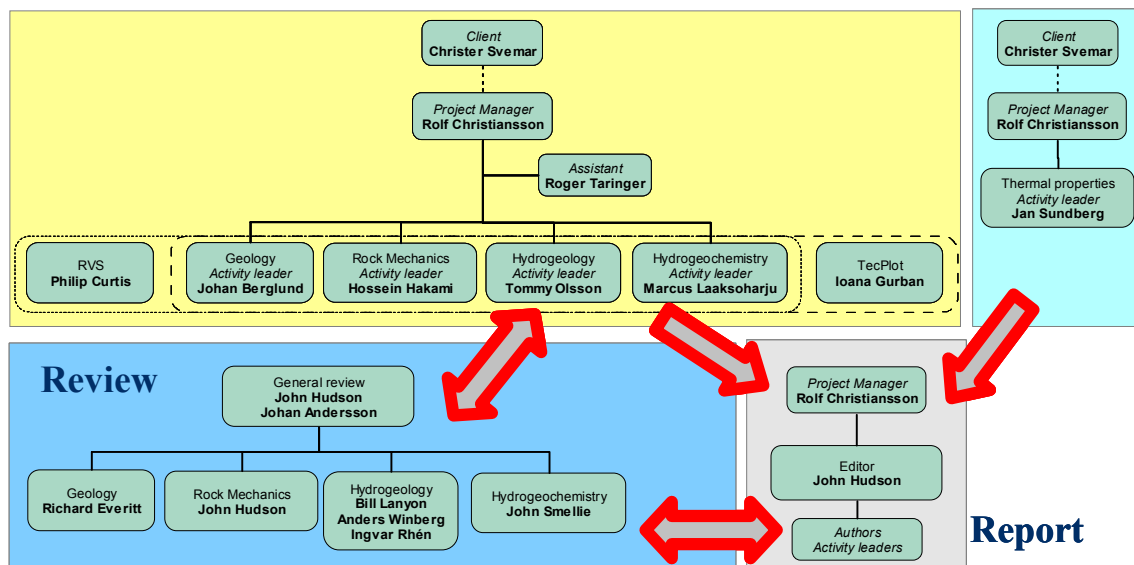 Client
Christer Svemar
Project Manager
Rolf Christiansson
Assistant
Roger Taringer
RVS
Philip Curtis
Geology
Activity leader
Johan Berglund
Rock Mechanics
Activity leader
Hossein Hakami
Hydrogeology
Activity leader
Tommy Olsson
Hydrogeochemistry
Activity leader
Marcus Laaksoharju
TecPlot
Ioana Gurban
Client
Christer Svemar
Project Manager
Rolf Christiansson
Thermal properties
Activity leader
Jan Sundberg
Review
General review
John Hudson
Johan Andersson
Geology
Richard Everitt
Rock Mechanics
John Hudson
Hydrogeology
Bill Lanyon
Anders Winberg
Ingvar Rhén
Hydrogeochemistry
John Smellie
Project Manager
Rolf Christiansson
Editor
John Hudson
Authors
Activity leaders
Report